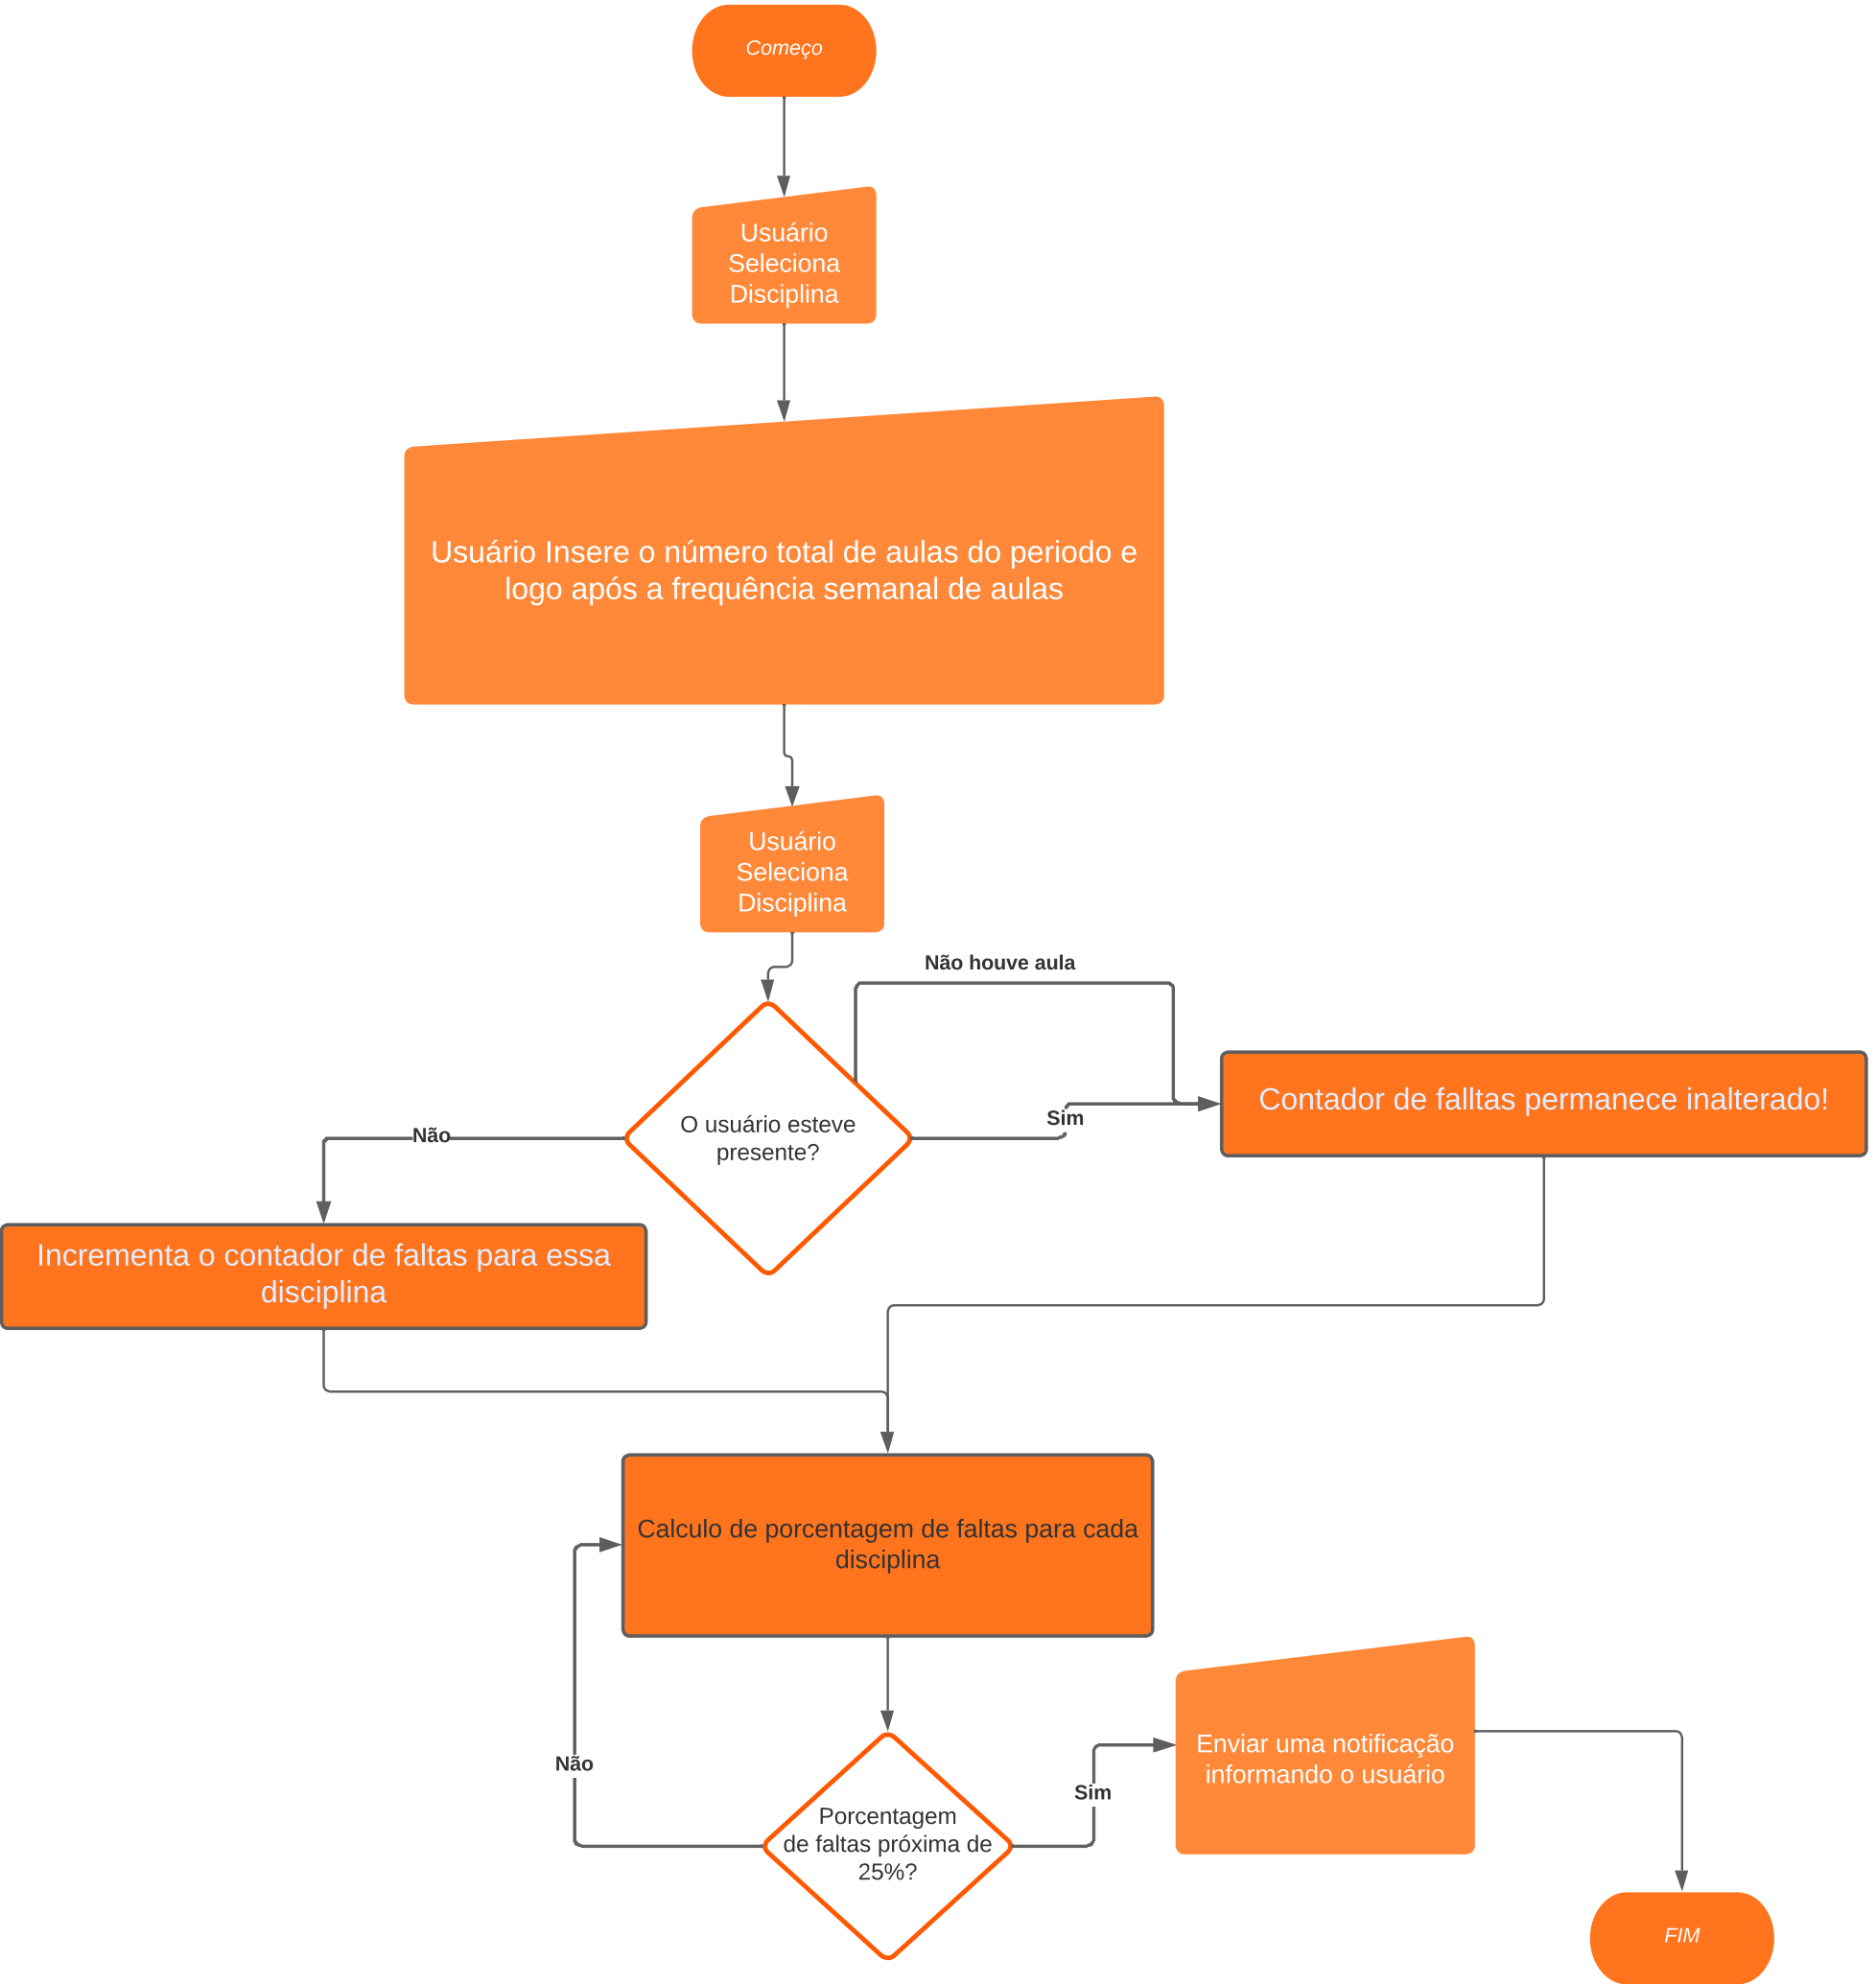 Começo
Usuário
Seleciona
Disciplina
Usuário Insere o número total de aulas do periodo e
logo após a frequência semanal de aulas
Usuário
Seleciona
Disciplina
Não houve aula
O usuário esteve
presente?
Sim
Contador de falltas permanece inalterado!
Não
Incrementa o contador de faltas para essa
disciplina
Calculo de porcentagem de faltas para cada
disciplina
Não
Porcentagem
de faltas próxima de
25%?
Sim
Enviar uma notificação
informando o usuário
FIM